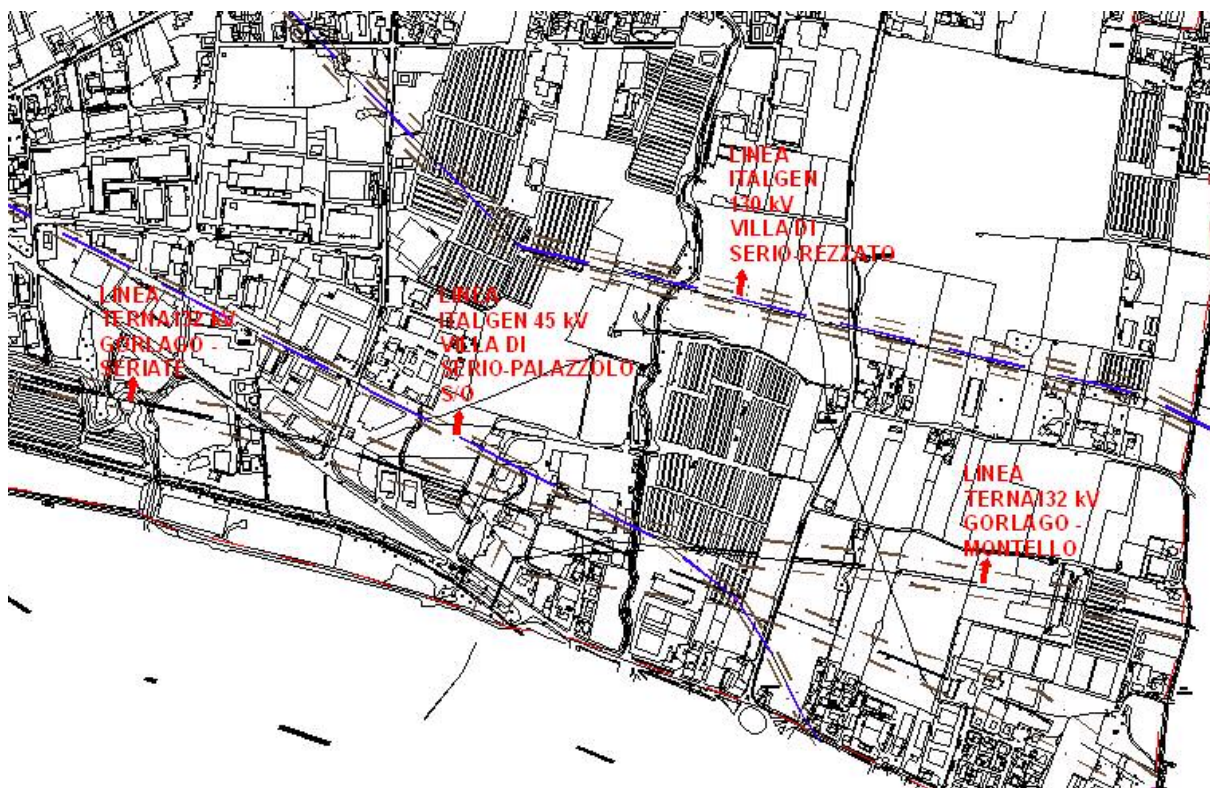 LINEA
ITALGEN
130 kV
VILLA DI
SERIO-REZZATO
LINEA
TERNA132 kV
GORLAGO -
SERIATE
LINEA
ITALGEN 45 kV
VILLA DI
SERIO-PALAZZOLO
S/O
LINEA
TERNA132 kV
GORLAGO -
MONTELLO